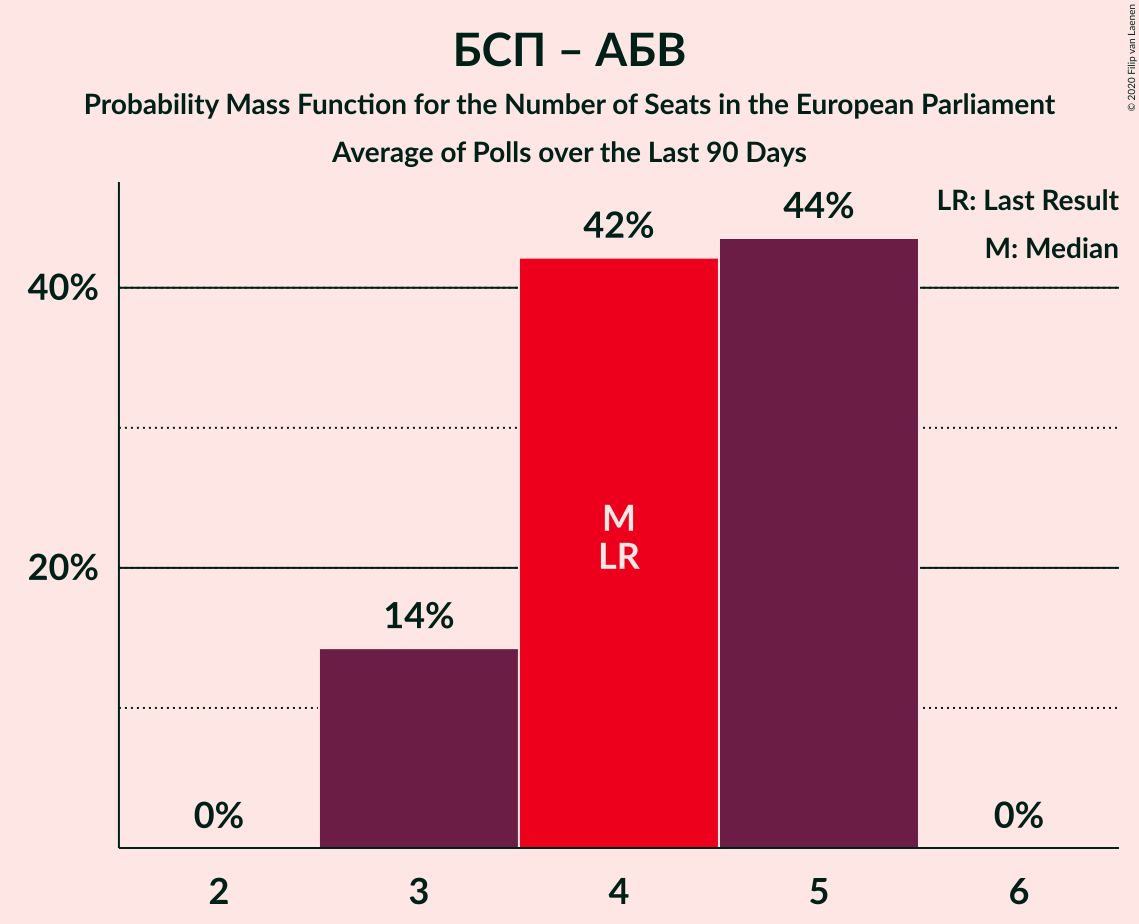 БСП – АБВ
Probability Mass Function for the Number of Seats in the European Parliament
Average of Polls over the Last 90 Days
© 2020 Filip van Laenen
LR: Last Result
M: Median
44%
42%
40%
M
LR
20%
14%
0%
0%
2
3
4
5
6